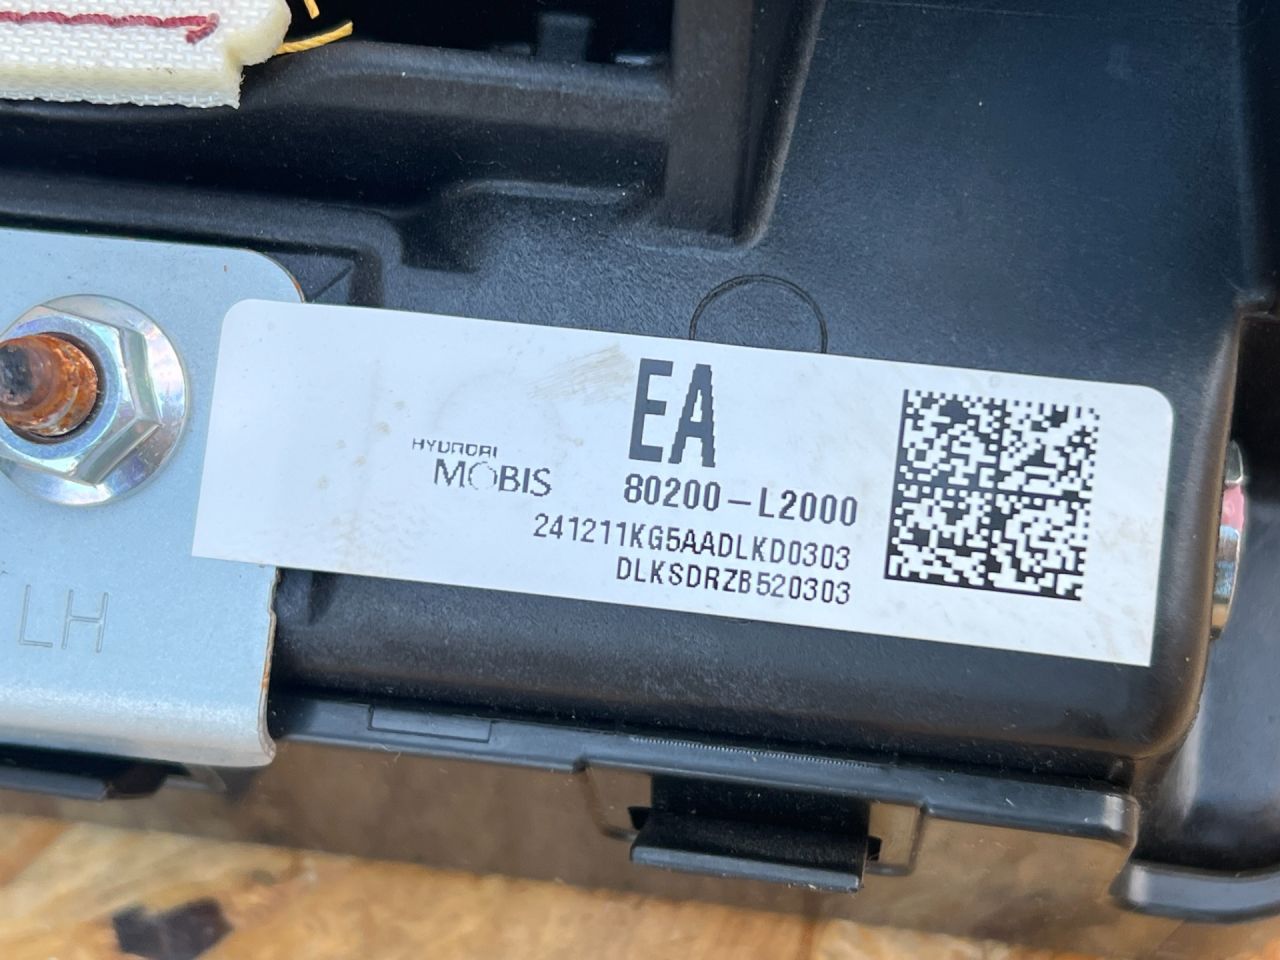 EA
HYUNDAI
MOBIS
80200-L2000
241211KG5AADLKD0303
DLKSDRZB520303
LH